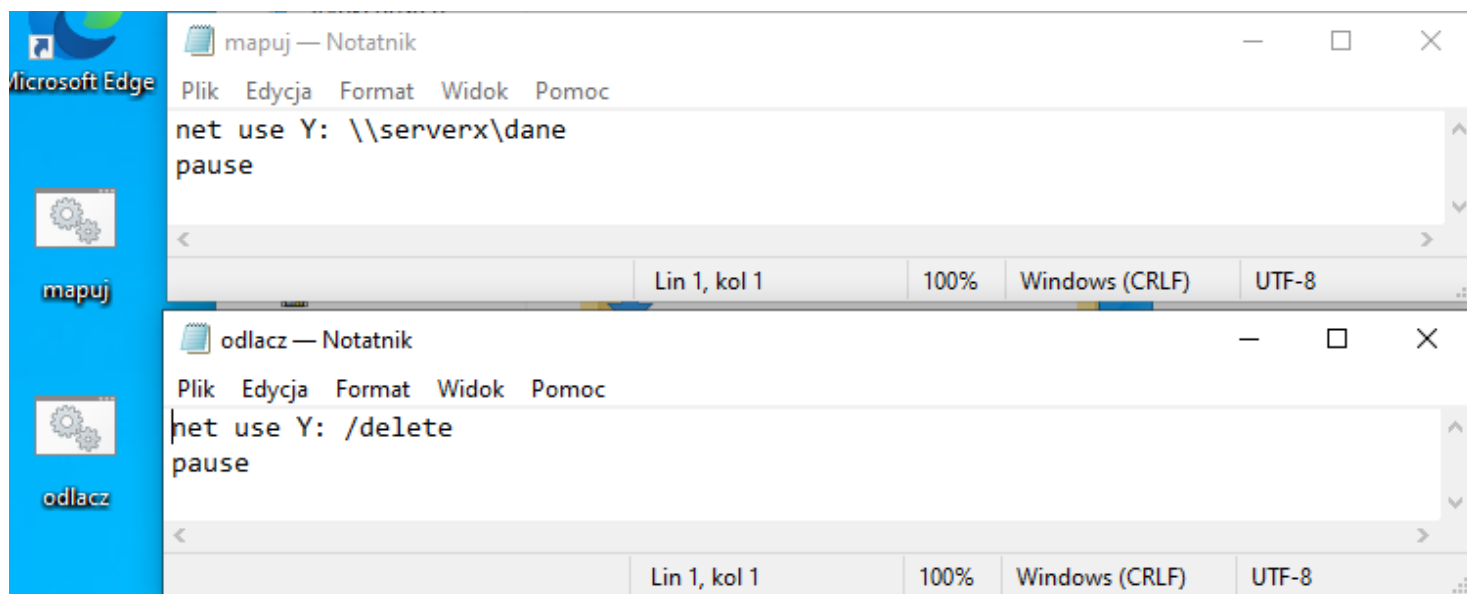 Microsoft Edge
mapuj
odlacz
mapuj — Notatnik
Plik Edycja Format Widok Pomoc
net use Y: \\serverx\dane
pause
Lin 1, kol 1 100% Windows (CRLF) UTF-8
odlacz — Notatnik
Plik Edycja Format Widok Pomoc
net use Y: /delete
pause
Lin 1, kol 1 100% Windows (CRLF) UTF-8